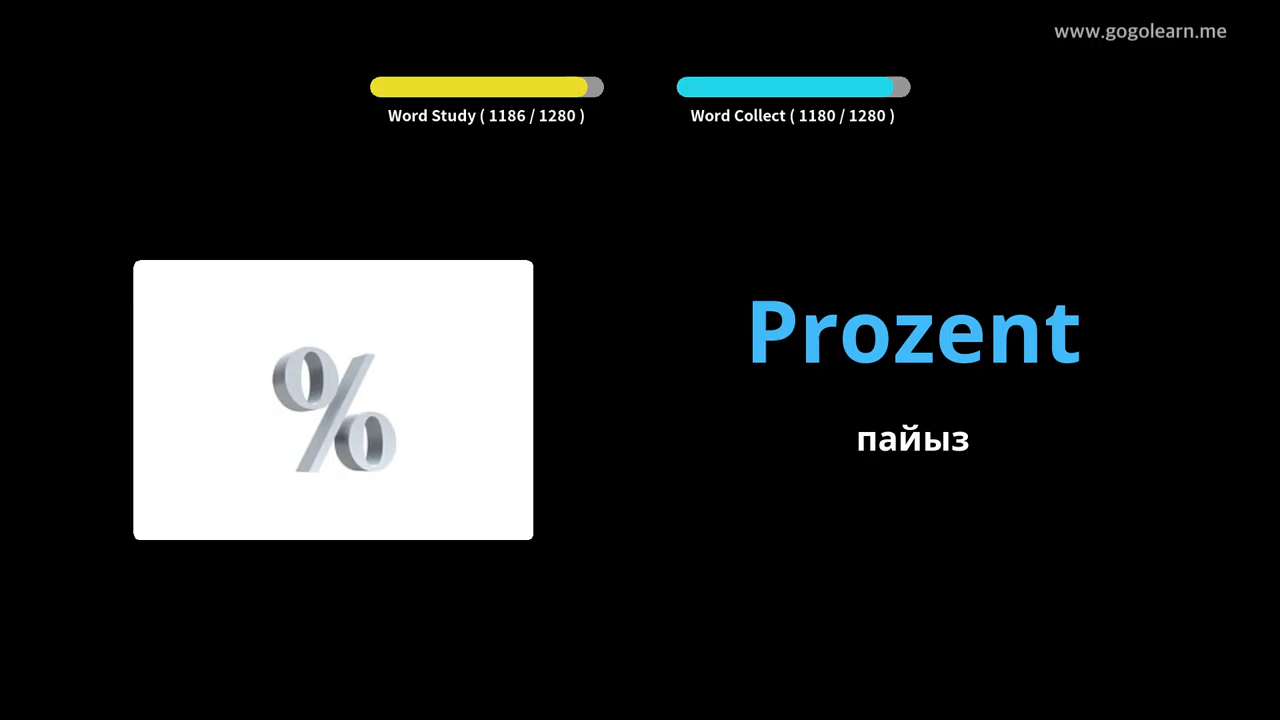 www.gogolearn.me
Word Study ( 1186 / 1280 )
Word Collect ( 1180 / 1280 )
%
Prozent
пайыз